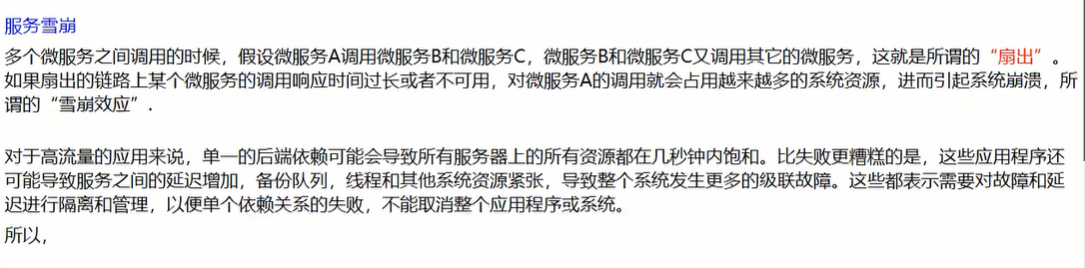 服务雪崩
多个微服务之间调用的时候，假设微服务A调用微服务B和微服务C，微服务B和微服务C又调用其它的微服务，这就是所谓的“扇出”。
如果扇出的链路上某个微服务的调用响应时间过长或者不可用，对微服务A的调用就会占用越来越多的系统资源，进而引起系统崩溃，所
谓的“雪崩效应”.
对于高流量的应用来说，单一的后端依赖可能会导致所有服务器上的所有资源都在几秒钟内饱和。比失败更糟糕的是，这些应用程序还
可能导致服务之间的延迟增加，备份队列，线程和其他系统资源紧张，导致整个系统发生更多的级联故障。这些都表示需要对故障和延
迟进行隔离和管理，以便单个依赖关系的失败，不能取消整个应用程序或系统。
所以，